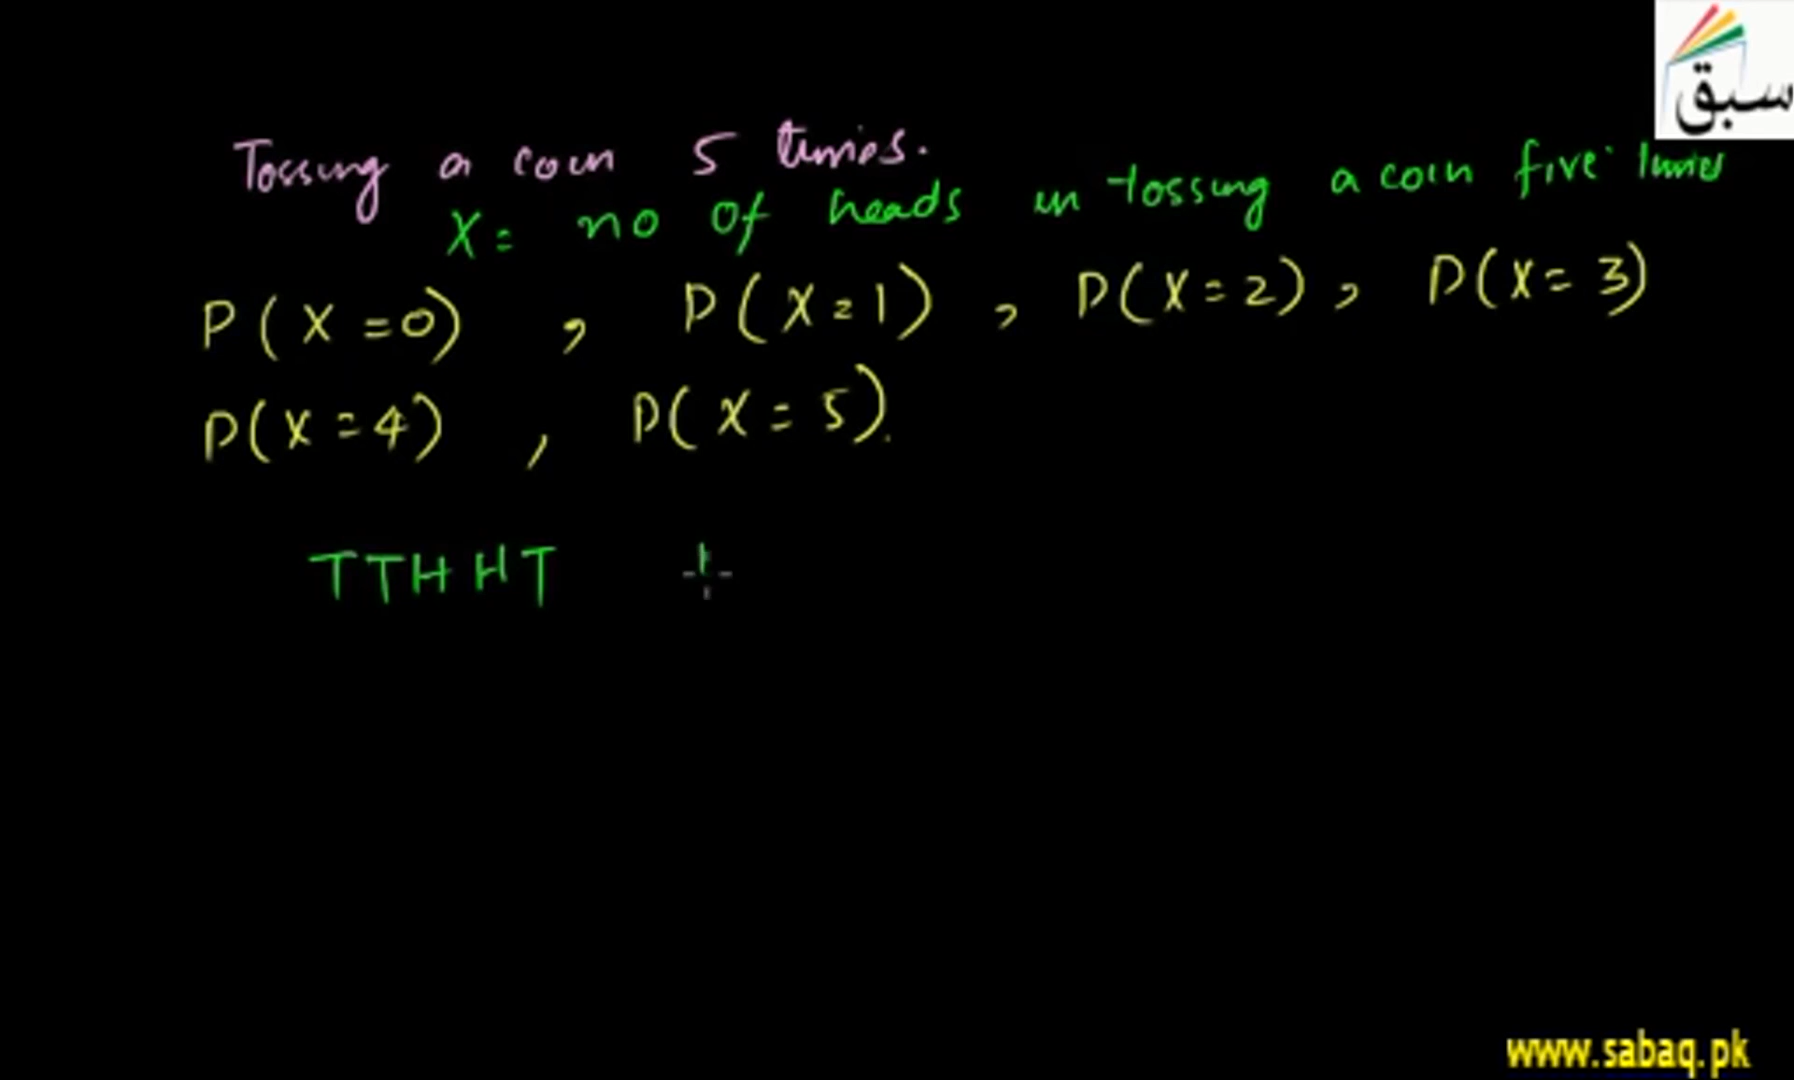 سبق
Tossing a coin 5 times.
X = no of heads in tossing a coin five times
P(X=0) , P(X=1) , P(X=2) , P(X=3)
P(X=4) , P(X=5).
TTHHT
www.sabaq.pk